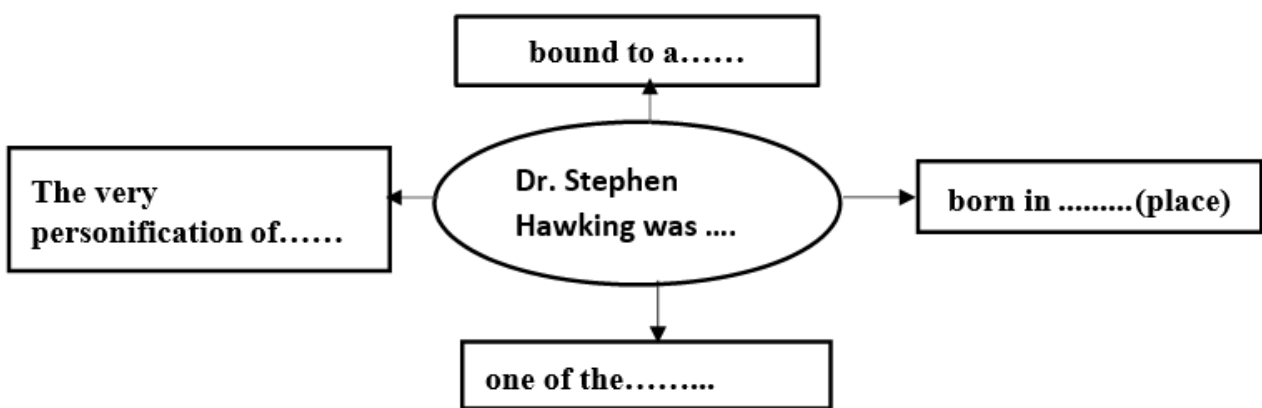 bound to a……
The very
personification of……
Dr. Stephen
Hawking was ....
born in .........(place)
one of the……...